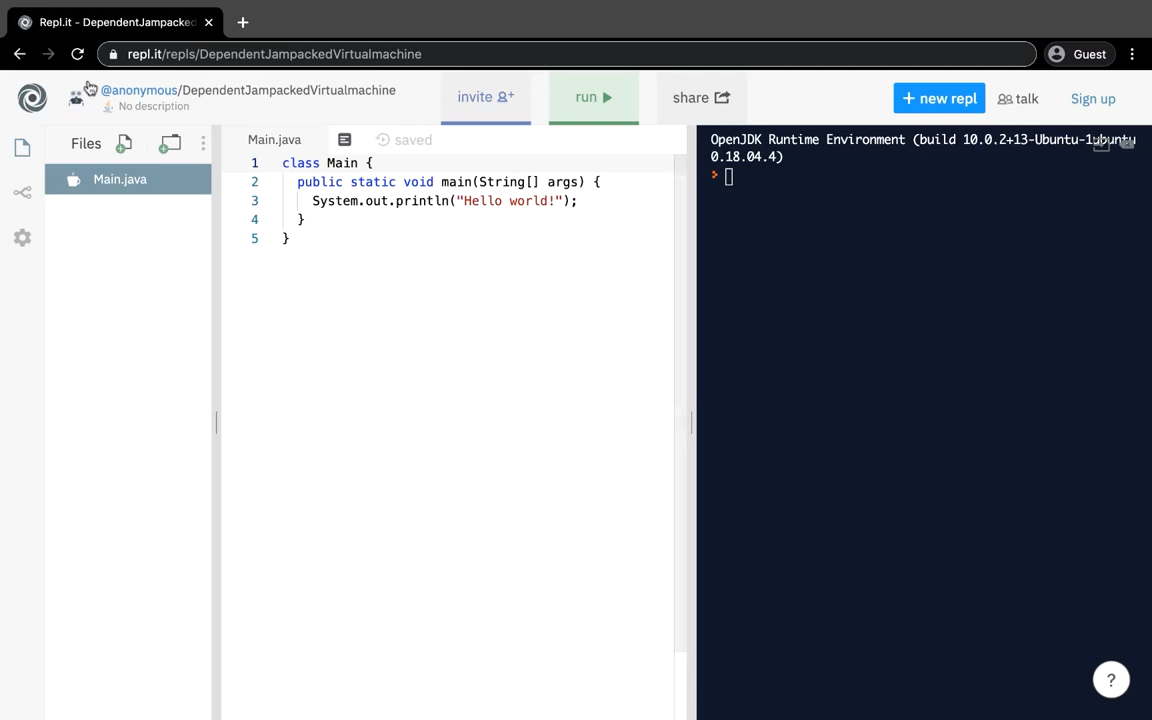 Repl.it - DependentJampacked
repl.it/repls/DependentJampackedVirtualmachine
Guest
@anonymous/DependentJampackedVirtualmachine
No description
invite
run
share
+ new repl
talk
Sign up
Files
Main.java
Main.java
saved
1 class Main {
2 public static void main(String[] args) {
3 System.out.println("Hello world!");
4 }
5 }
OpenJDK Runtime Environment (build 10.0.2+13-Ubuntu-1ubuntu
0.18.04.4)
>
?